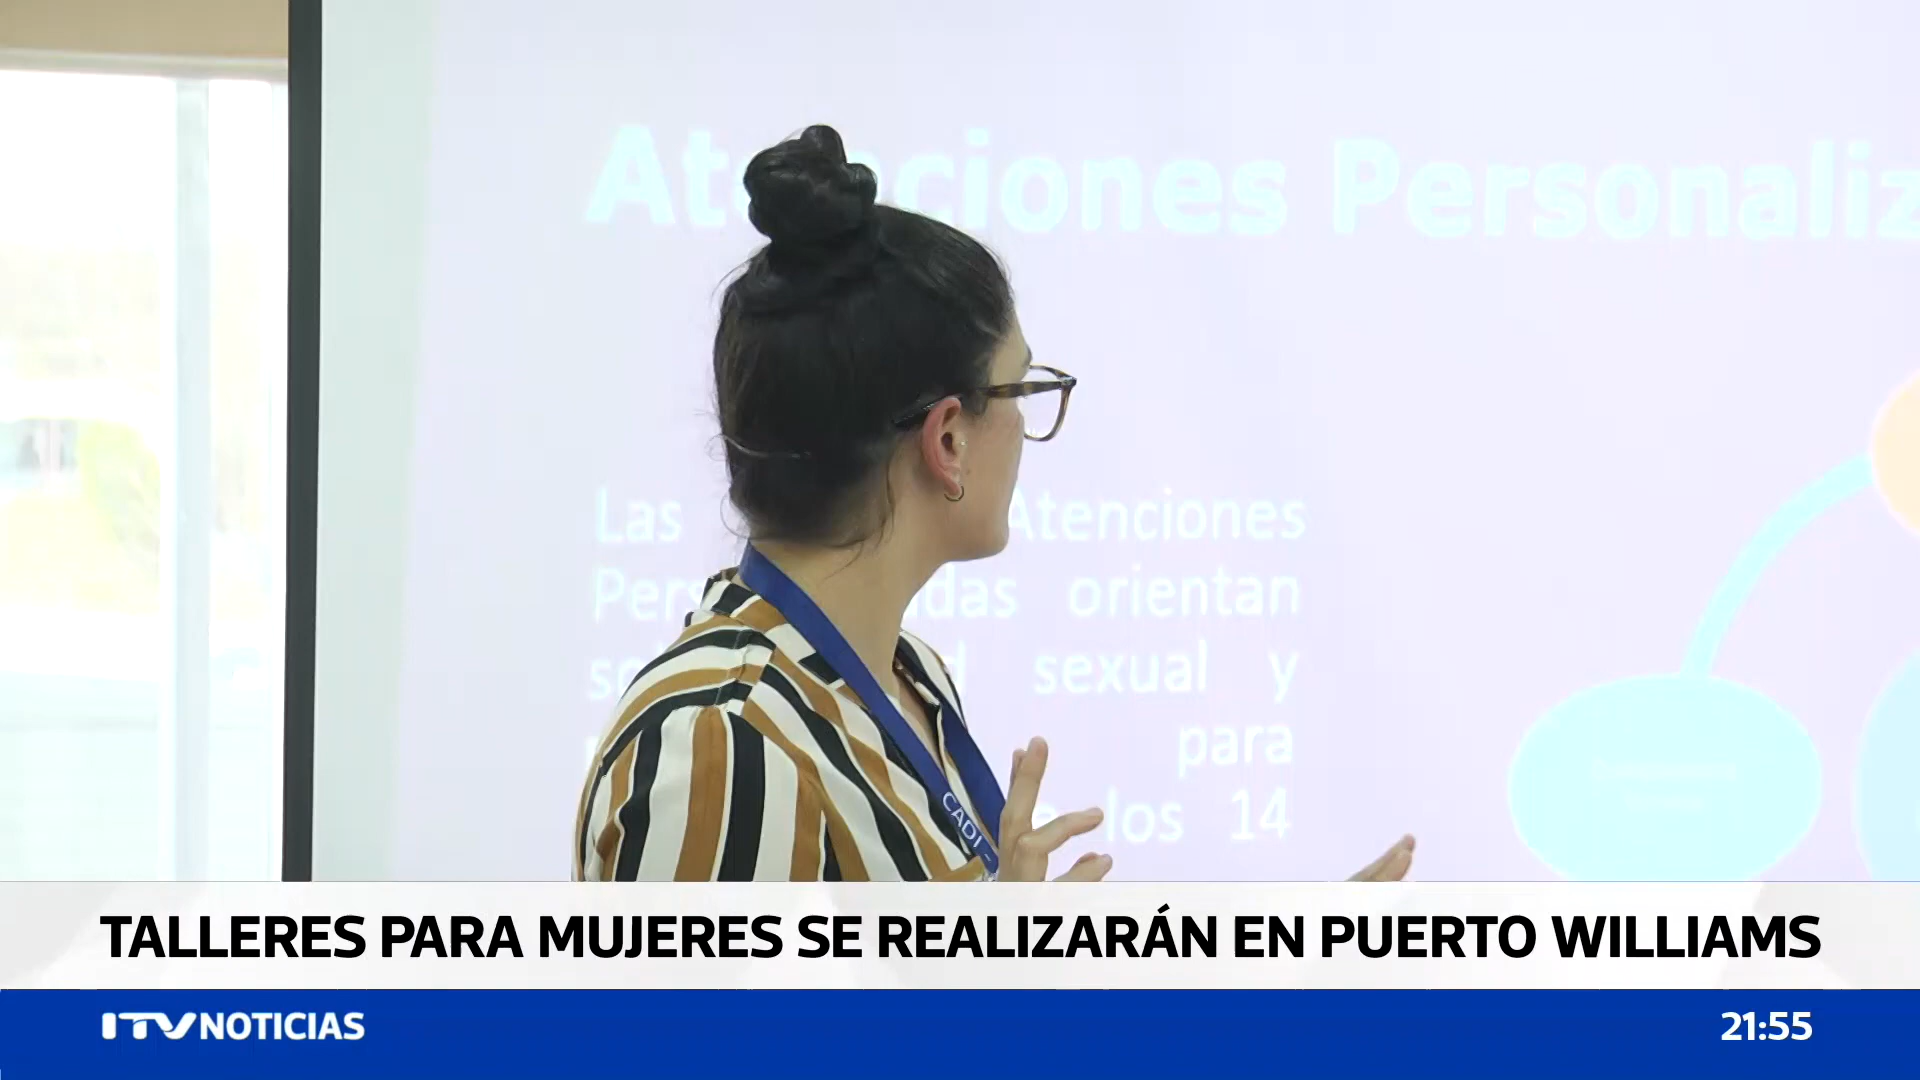 Atenciones
Las Atenciones
orientan
sexual y
para
los 14
CADI -
TALLERES PARA MUJERES SE REALIZARÁN EN PUERTO WILLIAMS
ITV NOTICIAS
21:55